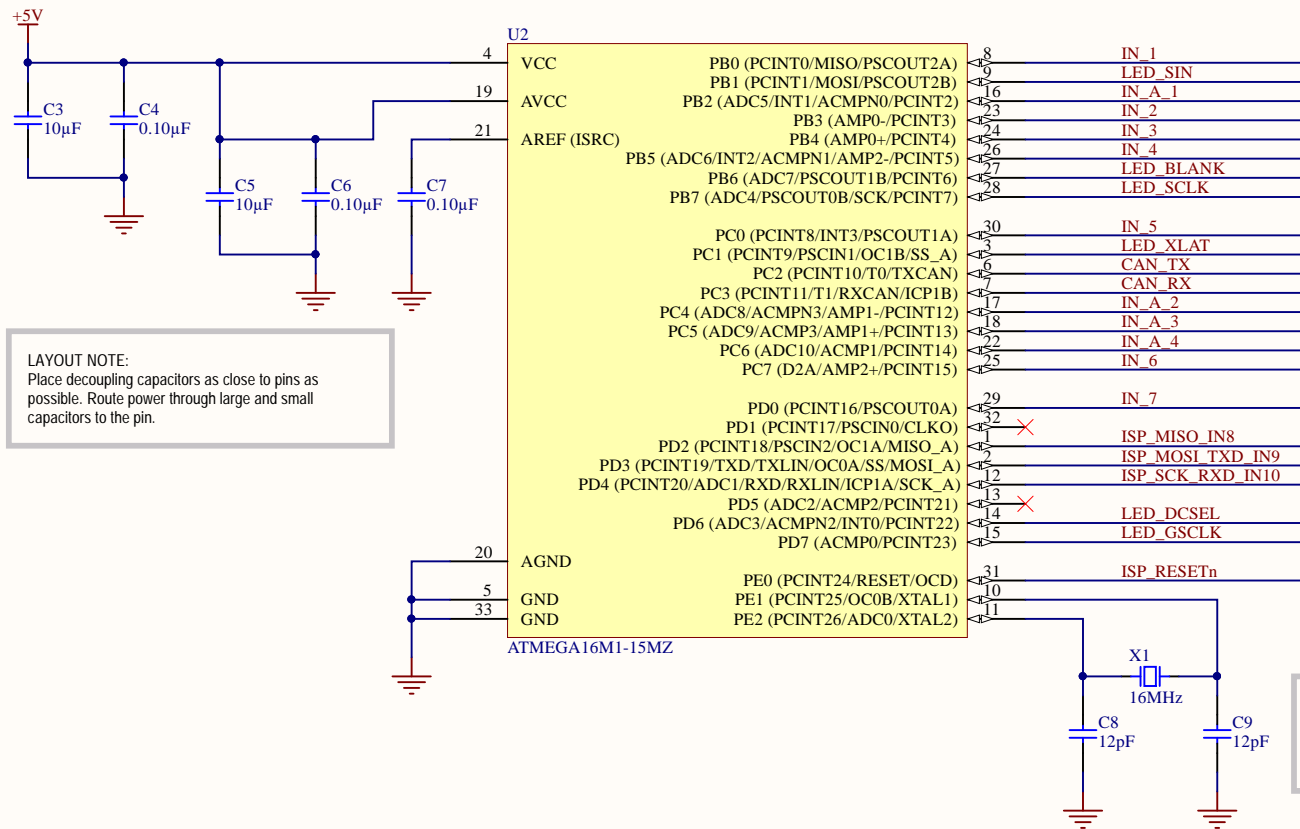 +5V
C3
10µF
C4
0.10µF
C5
10µF
C6
0.10µF
C7
0.10µF
LAYOUT NOTE:
Place decoupling capacitors as close to pins as
possible. Route power through large and small
capacitors to the pin.
U2
4 VCC
19 AVCC
21 AREF (ISRC)
20 AGND
5 GND
33 GND
PB0 (PCINT0/MISO/PSCOUT2A) 8 IN_1
PB1 (PCINT1/MOSI/PSCOUT2B) 9 LED_SIN
PB2 (ADC5/INT1/ACMPN0/PCINT2) 16 IN_A_1
PB3 (AMP0-/PCINT3) 23 IN_2
PB4 (AMP0+/PCINT4) 24 IN_3
PB5 (ADC6/INT2/ACMPN1/AMP2-/PCINT5) 26 IN_4
PB6 (ADC7/PSCOUT1B/PCINT6) 27 LED_BLANK
PB7 (ADC4/PSCOUT0B/SCK/PCINT7) 28 LED_SCLK
PC0 (PCINT8/INT3/PSCOUT1A) 30 IN_5
PC1 (PCINT9/PSCIN1/OC1B/SS_A) 3 LED_XLAT
PC2 (PCINT10/T0/TXCAN) 6 CAN_TX
PC3 (PCINT11/T1/RXCAN/ICP1B) 7 CAN_RX
PC4 (ADC8/ACMPN3/AMP1-/PCINT12) 17 IN_A_2
PC5 (ADC9/ACMP3/AMP1+/PCINT13) 18 IN_A_3
PC6 (ADC10/ACMP1/PCINT14) 22 IN_A_4
PC7 (D2A/AMP2+/PCINT15) 25 IN_6
PD0 (PCINT16/PSCOUT0A) 29 IN_7
PD1 (PCINT17/PSCIN0/CLKO) 32
PD2 (PCINT18/PSCIN2/OC1A/MISO_A) 1 ISP_MISO_IN8
PD3 (PCINT19/TXD/TXLIN/OC0A/SS/MOSI_A) 2 ISP_MOSI_TXD_IN9
PD4 (PCINT20/ADC1/RXD/RXLIN/ICP1A/SCK_A) 12 ISP_SCK_RXD_IN10
PD5 (ADC2/ACMP2/PCINT21) 13
PD6 (ADC3/ACMPN2/INT0/PCINT22) 14 LED_DCSEL
PD7 (ACMP0/PCINT23) 15 LED_GSCLK
PE0 (PCINT24/RESET/OCD) 31 ISP_RESETn
PE1 (PCINT25/OC0B/XTAL1) 10
PE2 (PCINT26/ADC0/XTAL2) 11
ATMEGA16M1-15MZ
X1
16MHz
C8
12pF
C9
12pF